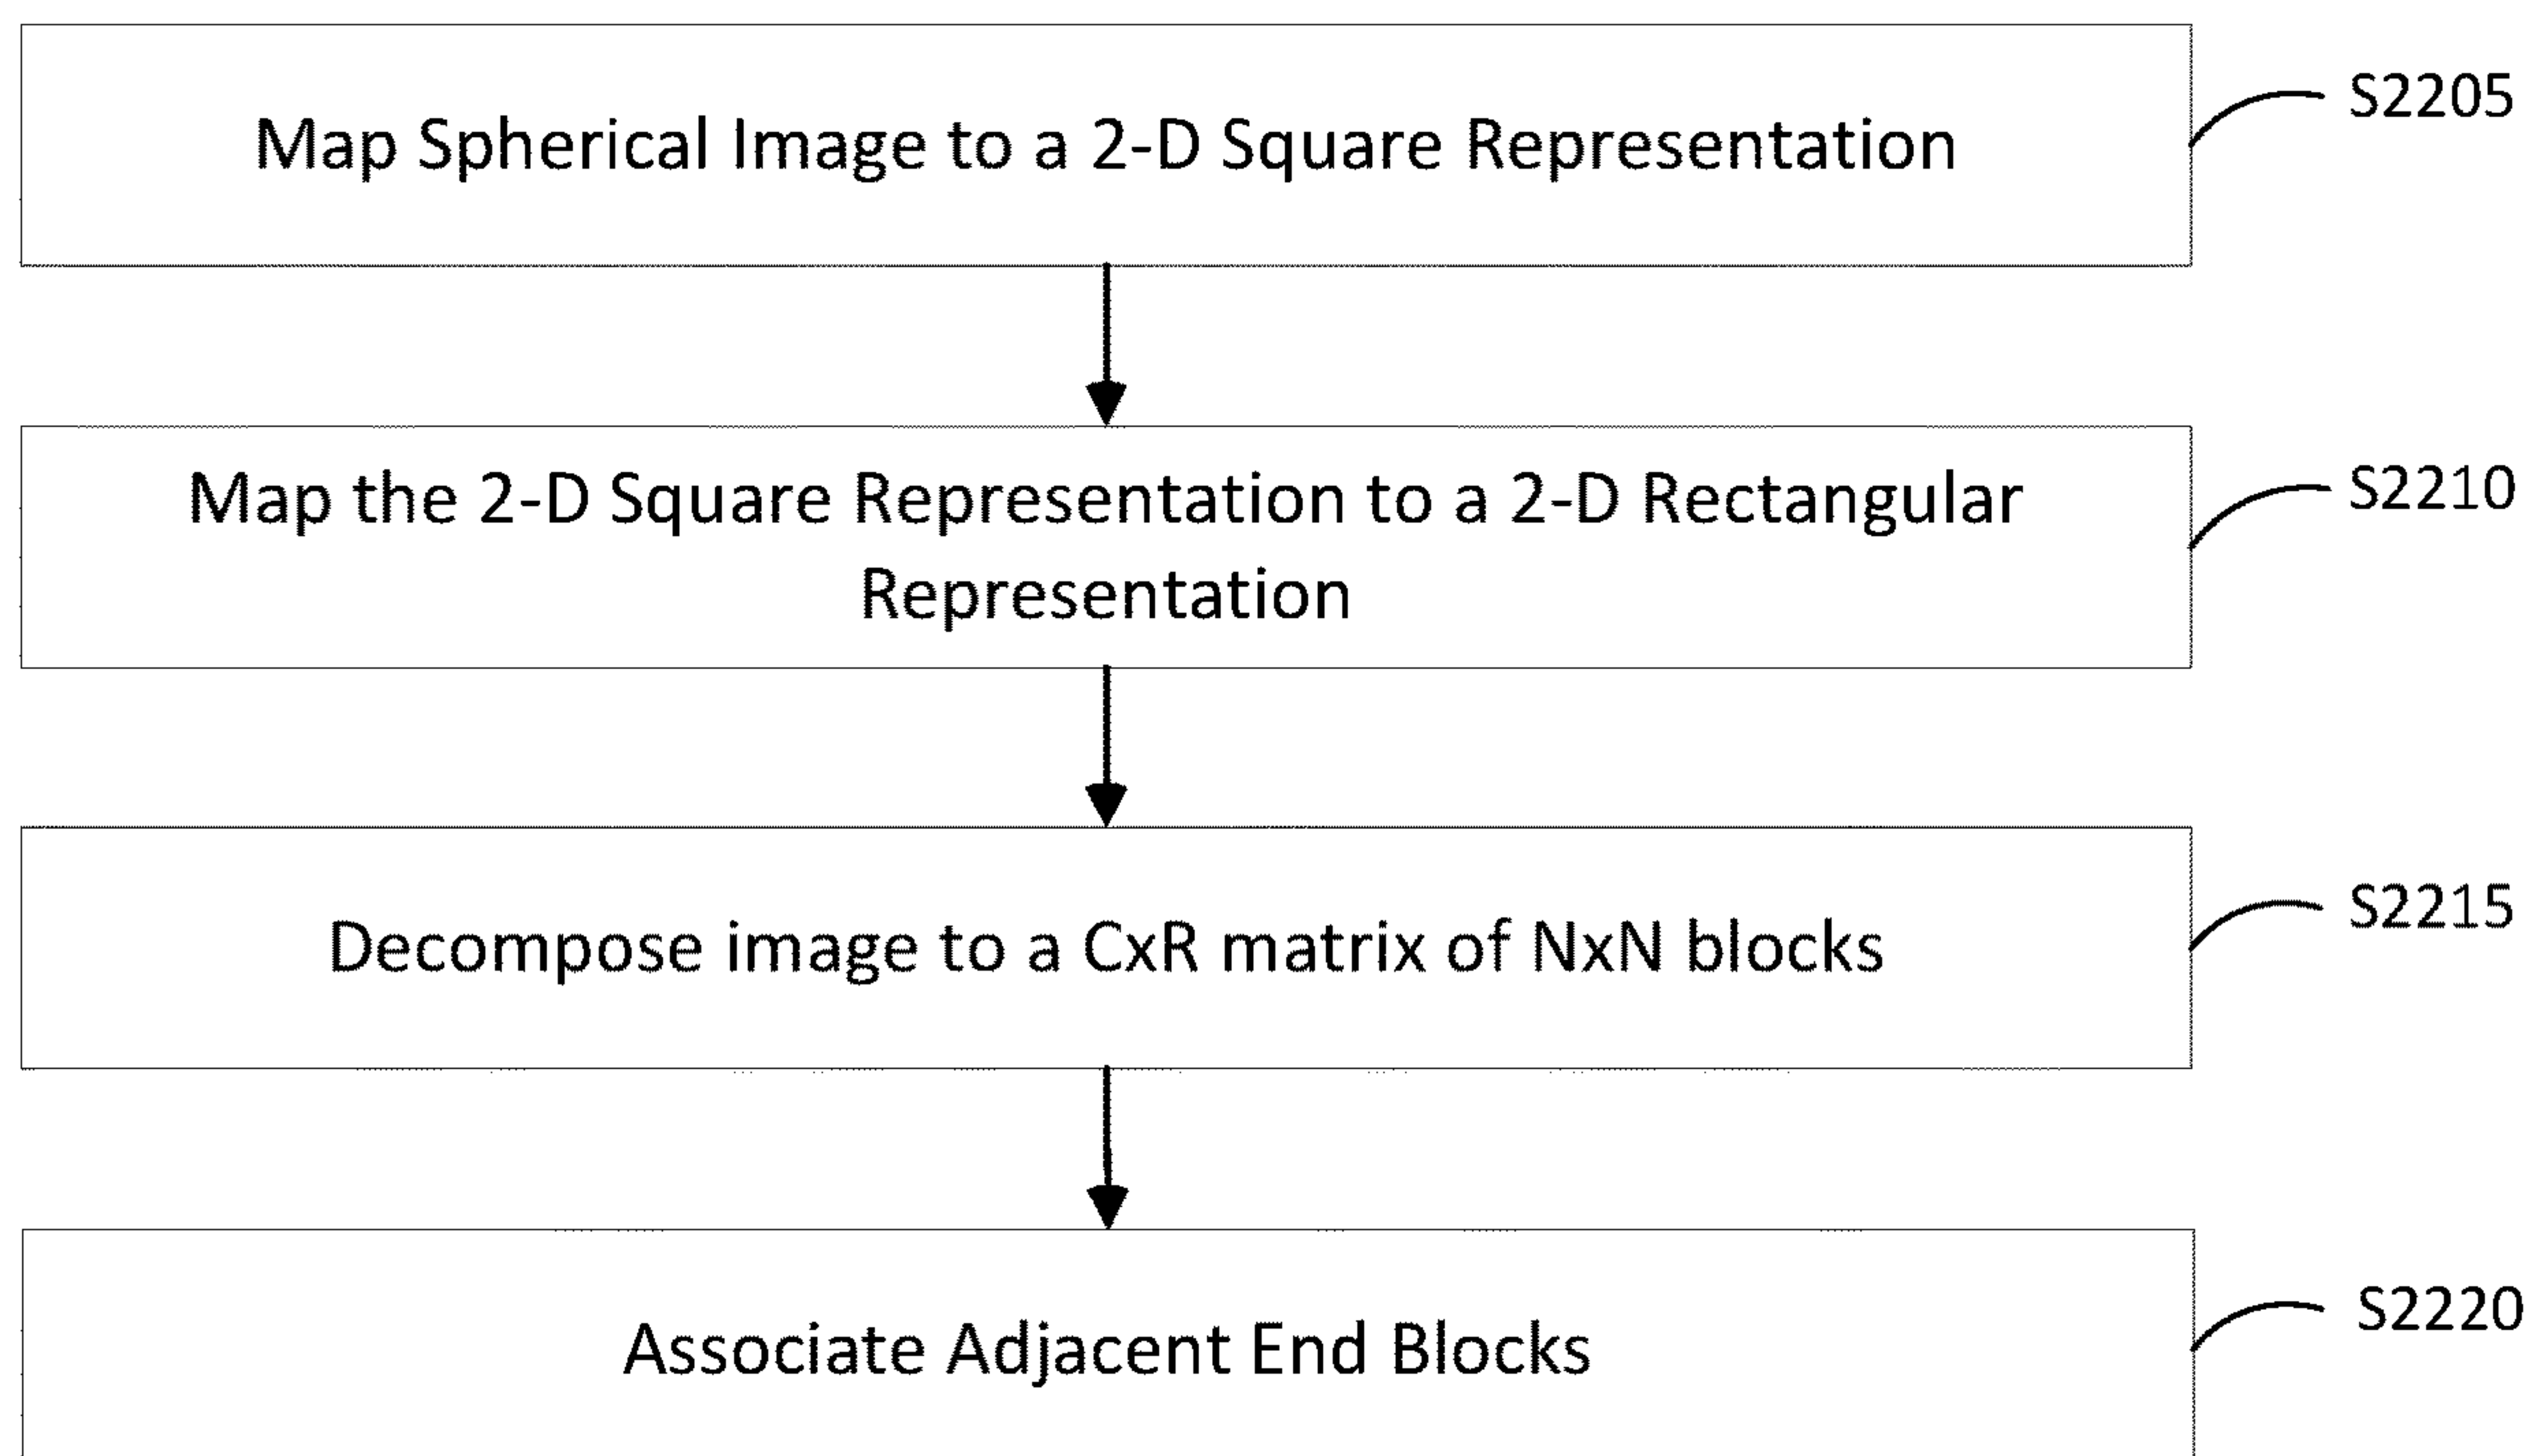 Map Spherical Image to a 2-D Square Representation
S2205
Map the 2-D Square Representation to a 2-D Rectangular
Representation
S2210
Decompose image to a CxR matrix of NxN blocks
S2215
Associate Adjacent End Blocks
S2220